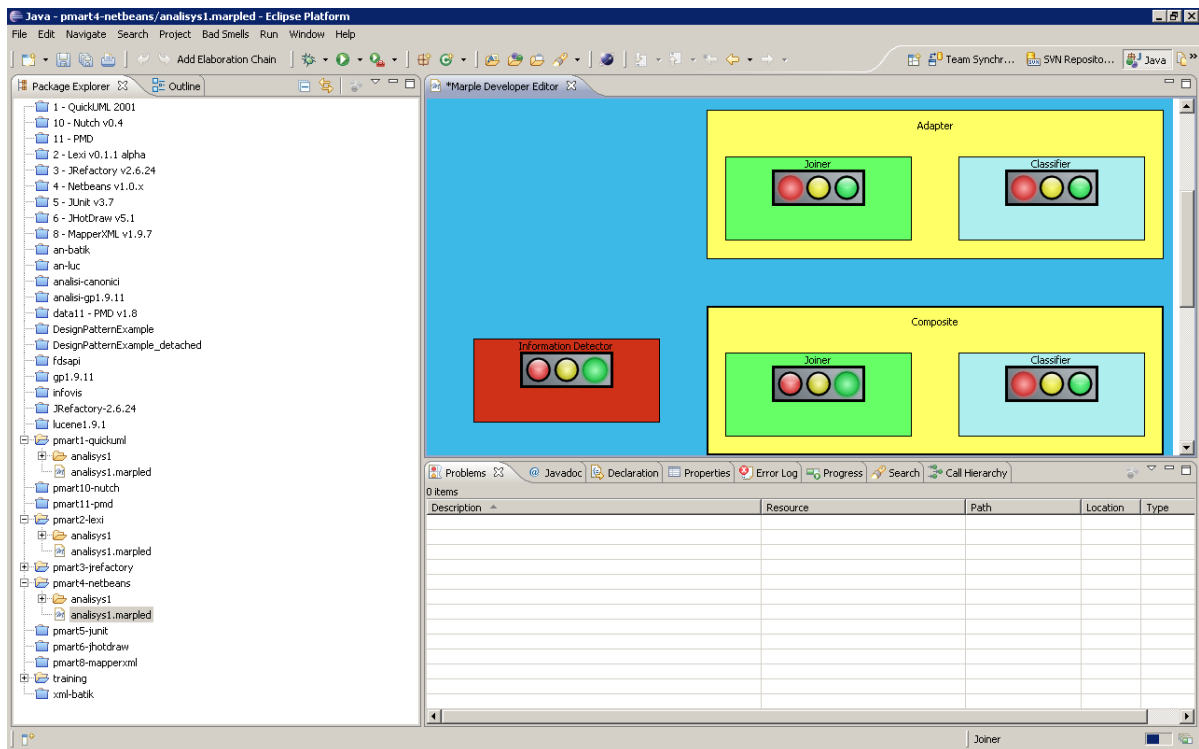 Java - pmart4-netbeans/analisys1.marpled - Eclipse Platform
File Edit Navigate Search Project Bad Smells Run Window Help
Add Elaboration Chain
Team Synchr... SVN Reposito... Java
Package Explorer Outline
1 - QuickUML 2001
10 - Nutch v0.4
11 - PMD
2 - Lexi v0.1.1 alpha
3 - JRefactory v2.6.24
4 - Netbeans v1.0.x
5 - JUnit v3.7
6 - JHotDraw v5.1
8 - MapperXML v1.9.7
an-batik
an-luc
analisi-canonici
analisi-gp1.9.11
data11 - PMD v1.8
DesignPatternExample
DesignPatternExample_detached
fdsapi
gp1.9.11
infovis
JRefactory-2.6.24
lucene1.9.1
pmart1-quickuml
analisys1
analisys1.marpled
pmart10-nutch
pmart11-pmd
pmart2-lexi
analisys1
analisys1.marpled
pmart3-jrefactory
pmart4-netbeans
analisys1
analisys1.marpled
pmart5-junit
pmart6-jhotdraw
pmart8-mapperxml
training
xml-batik
*Marple Developer Editor
Adapter
Joiner
Classifier
Composite
Information Detector
Joiner
Classifier
Problems @ Javadoc Declaration Properties Error Log Progress Search Call Hierarchy
0 items
Description Resource Path Location Type
Joiner